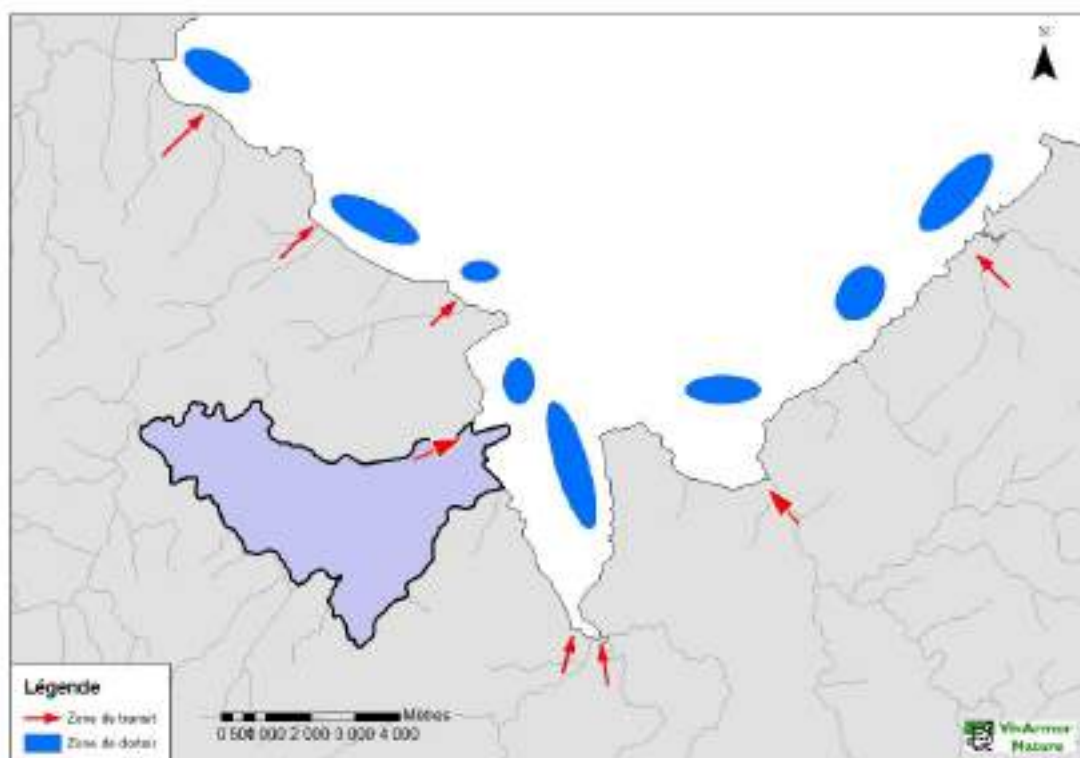 N
Légende
Zone de transit
Zone de dortoir
Mètres
0 500 1 000 2 000 3 000 4 000
VivArmor
Nature